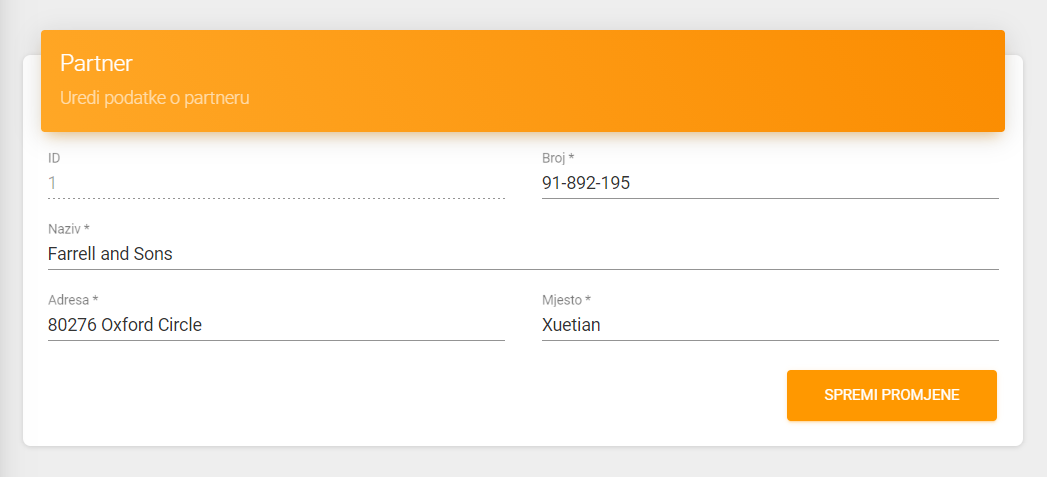 Partner
Uredi podatke o partneru
ID
1
Broj *
91-892-195
Naziv *
Farrell and Sons
Adresa *
80276 Oxford Circle
Mjesto *
Xuetian
SPREMI PROMJENE